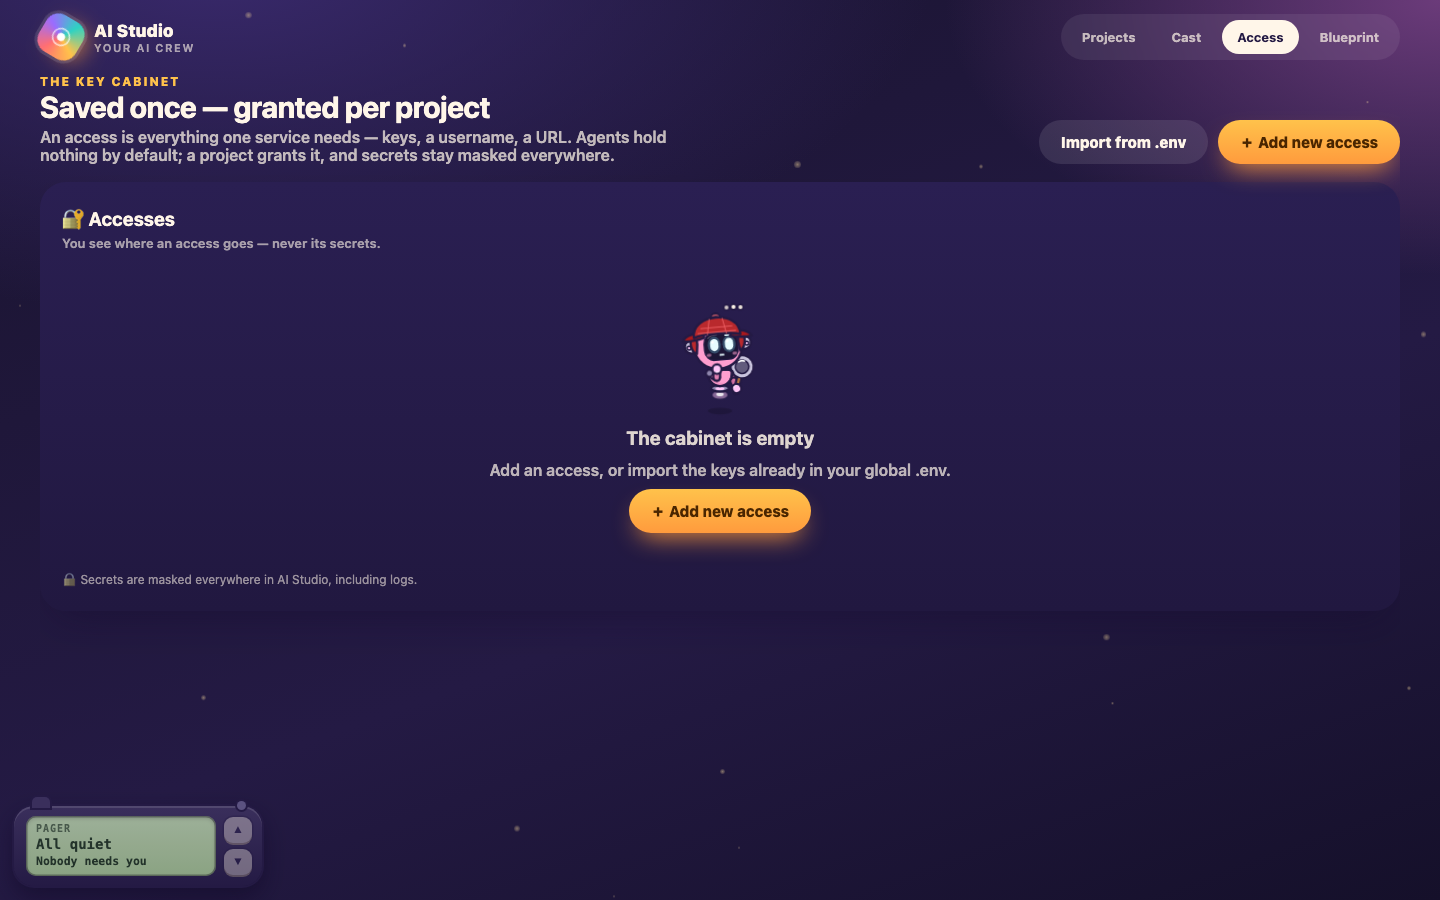 AI Studio
YOUR AI CREW
Projects
Cast
Access
Blueprint
THE KEY CABINET
Saved once — granted per project
An access is everything one service needs — keys, a username, a URL. Agents hold
nothing by default; a project grants it, and secrets stay masked everywhere.
Import from .env
+ Add new access
🔐 Accesses
You see where an access goes — never its secrets.
The cabinet is empty
Add an access, or import the keys already in your global .env.
+ Add new access
🔒 Secrets are masked everywhere in AI Studio, including logs.
PAGER
All quiet
Nobody needs you
▲
▼